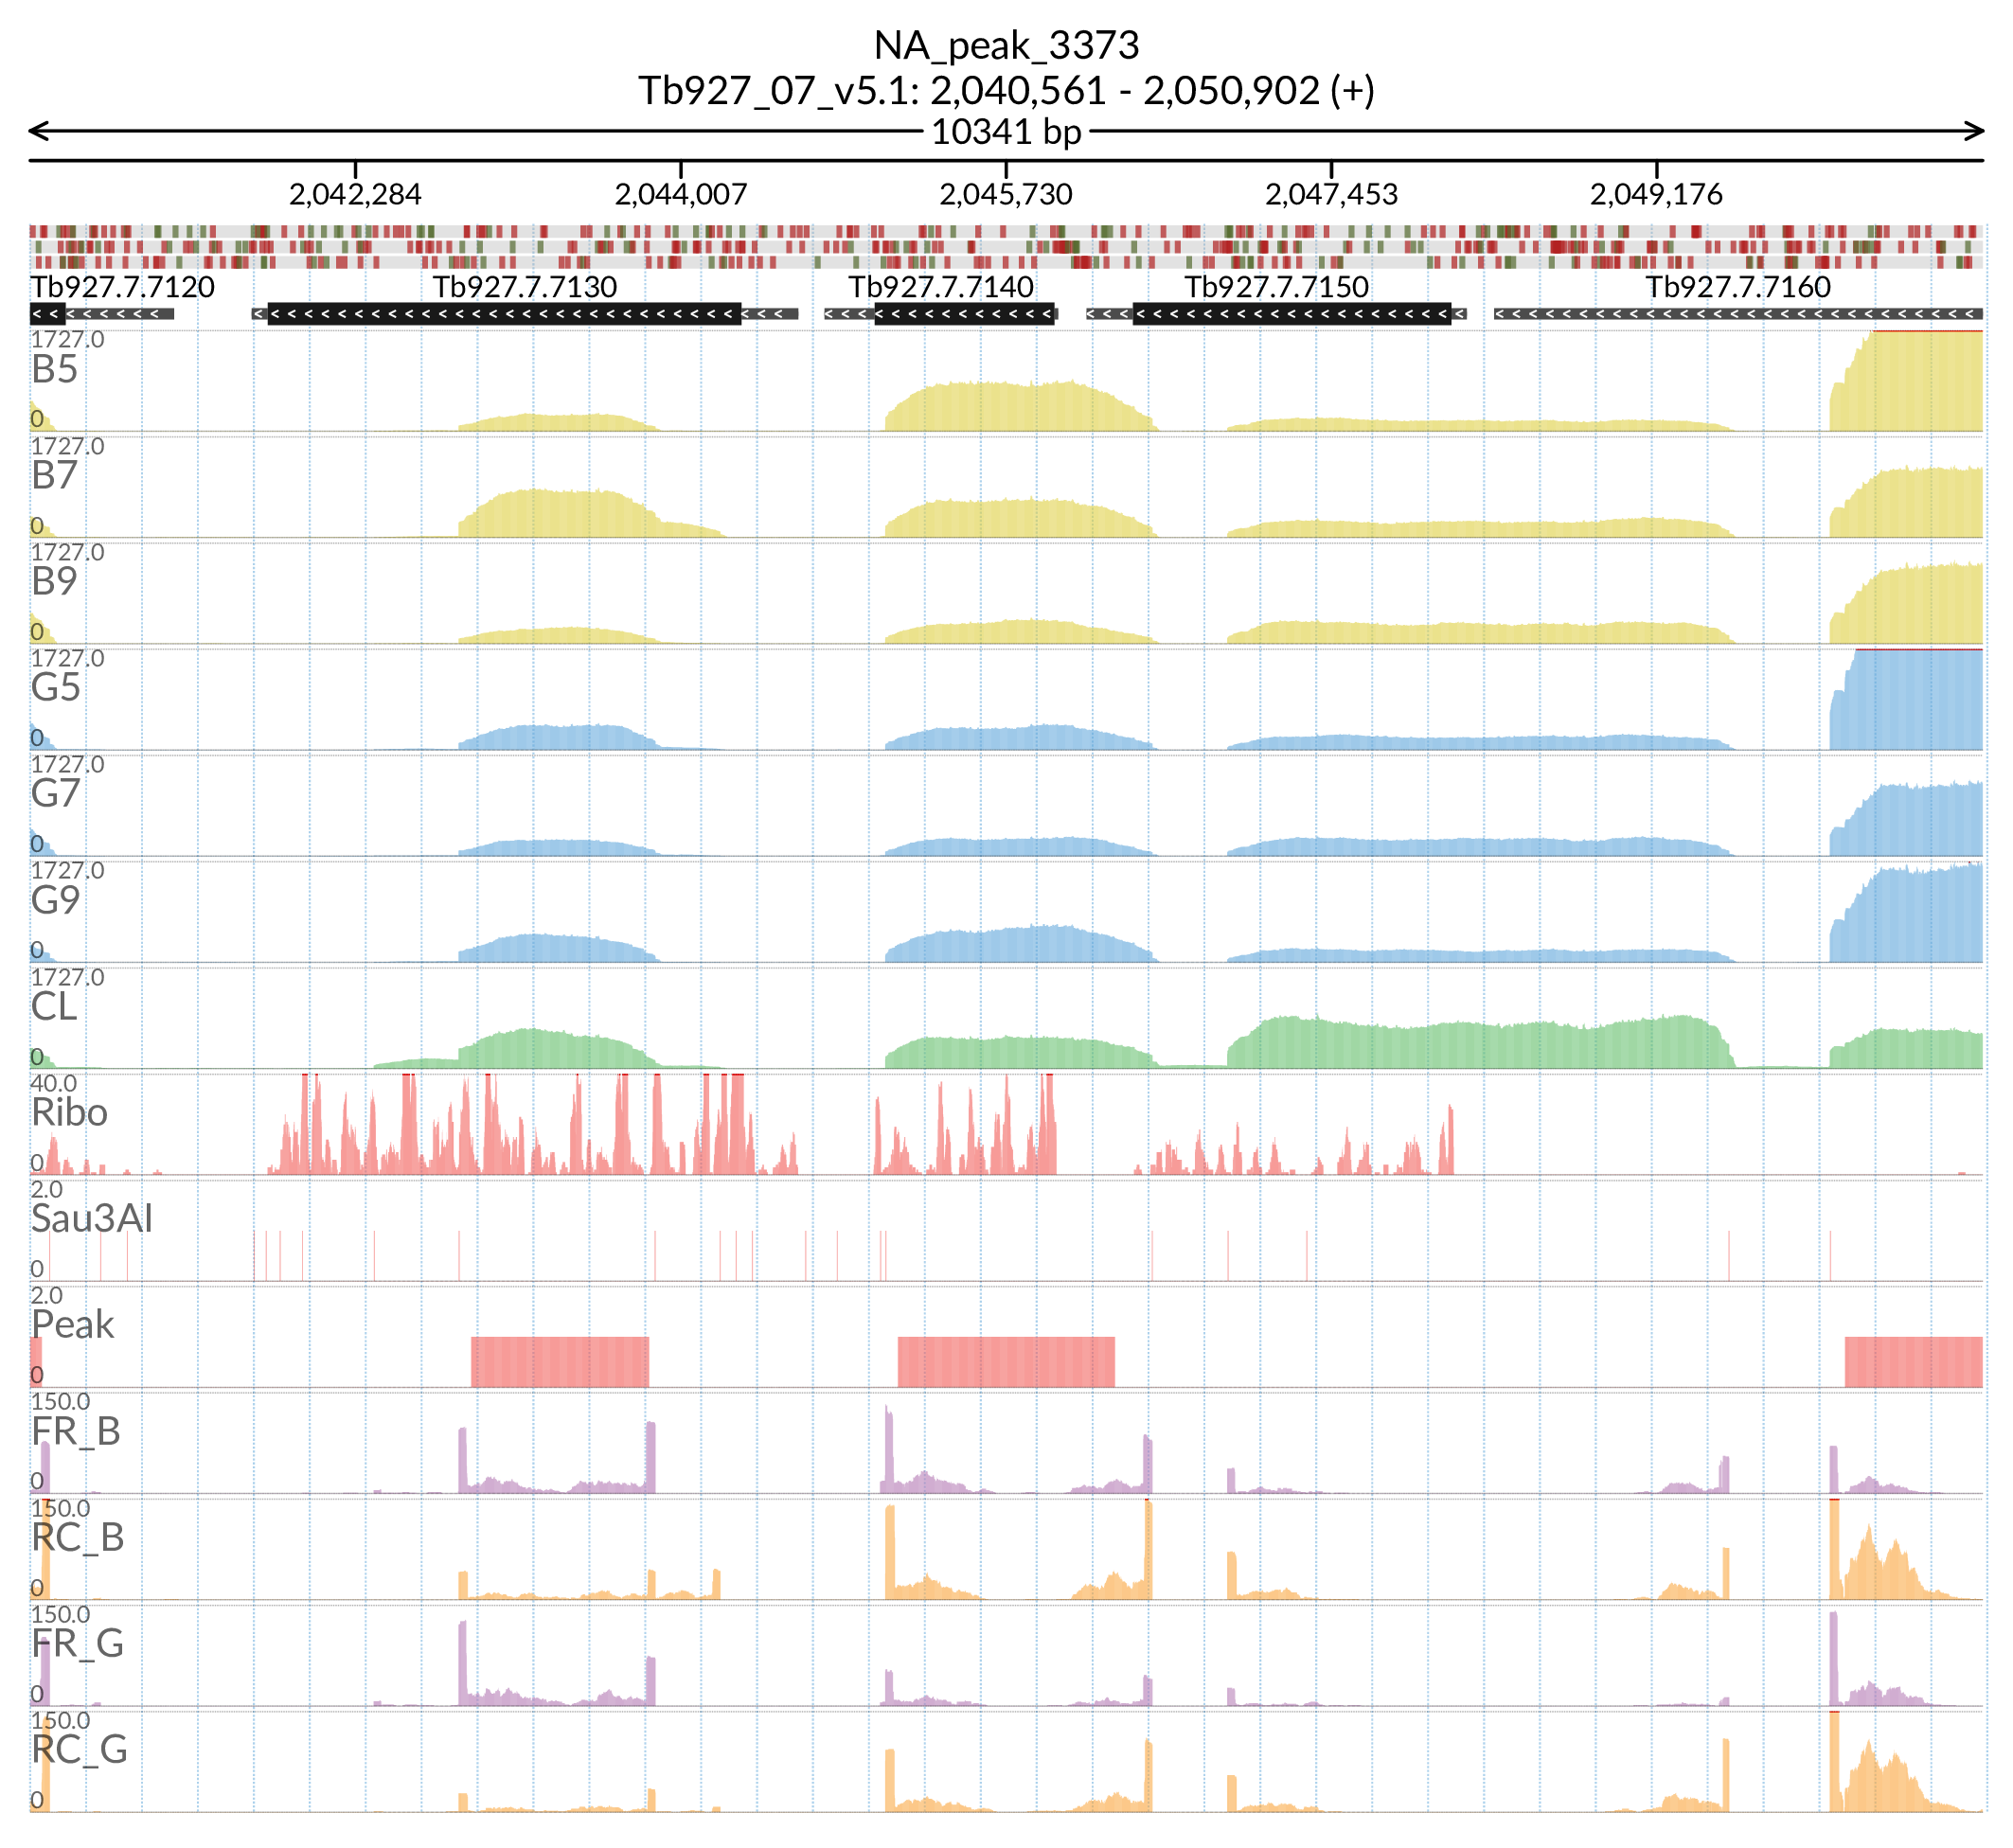 NA_peak_3373
Tb927_07_v5.1: 2,040,561 - 2,050,902 (+)
10341 bp
2,042,284 2,044,007 2,045,730 2,047,453 2,049,176
Tb927.7.7120 Tb927.7.7130 Tb927.7.7140 Tb927.7.7150 Tb927.7.7160
1727.0
B5
0
1727.0
B7
0
1727.0
B9
0
1727.0
G5
0
1727.0
G7
0
1727.0
G9
0
1727.0
CL
0
40.0
Ribo
0
2.0
Sau3AI
0
2.0
Peak
0
150.0
FR_B
0
150.0
RC_B
0
150.0
FR_G
0
150.0
RC_G
0